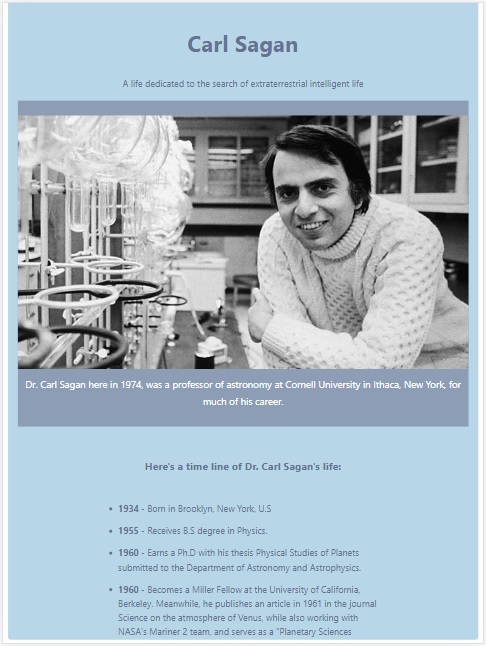 Carl Sagan
A life dedicated to the search of extraterrestrial intelligent life
Dr. Carl Sagan here in 1974, was a professor of astronomy at Cornell University in Ithaca, New York, for
much of his career.
Here's a time line of Dr. Carl Sagan's life:
• 1934 - Born in Brooklyn, New York, U.S
• 1955 - Receives B.S degree in Physics.
• 1960 - Earns a Ph.D with his thesis Physical Studies of Planets
submitted to the Department of Astronomy and Astrophysics.
• 1960 - Becomes a Miller Fellow at the University of California,
Berkeley. Meanwhile, he publishes an article in 1961 in the journal
Science on the atmosphere of Venus, while also working with
NASA's Mariner 2 team, and serves as a "Planetary Sciences